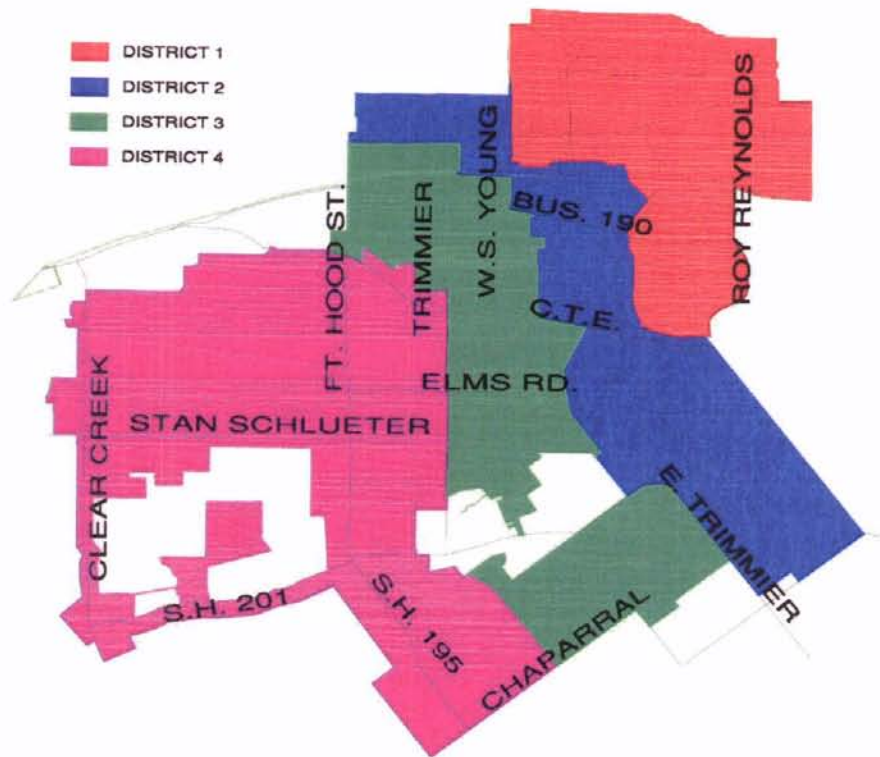 DISTRICT 1
DISTRICT 2
DISTRICT 3
DISTRICT 4
ROY REYNOLDS
W.S. YOUNG
BUS. 190
TRIMMIER
FT. HOOD ST.
C.T.E.
ELMS RD.
STAN SCHLUETER
CLEAR CREEK
E. TRIMMIER
S.H. 201
S.H. 195
CHAPARRAL